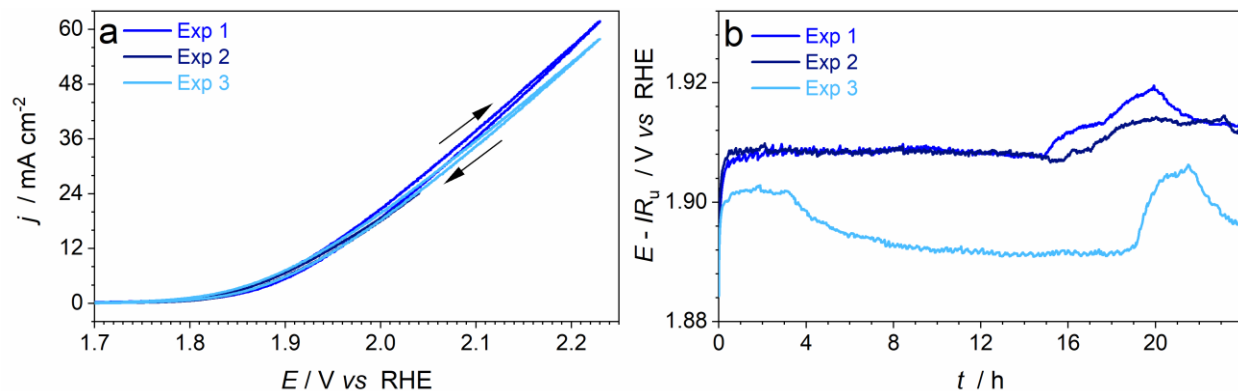 a
Exp 1
Exp 2
Exp 3
60
48
36
24
12
0
j / mA cm⁻²
1.7 1.8 1.9 2.0 2.1 2.2
E / V vs RHE
b
Exp 1
Exp 2
Exp 3
1.92
1.90
1.88
E - IRᵤ / V vs RHE
0 4 8 12 16 20
t / h